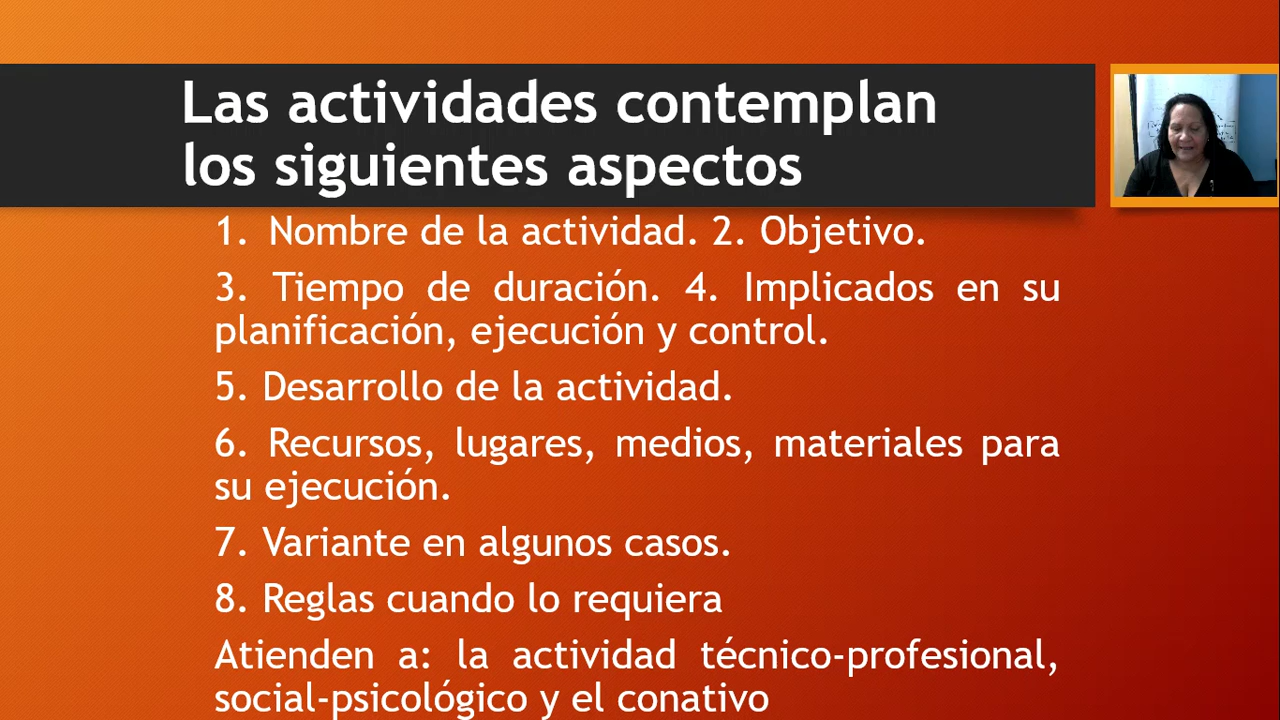 Las actividades contemplan
los siguientes aspectos
1. Nombre de la actividad. 2. Objetivo.
3. Tiempo de duración. 4. Implicados en su
planificación, ejecución y control.
5. Desarrollo de la actividad.
6. Recursos, lugares, medios, materiales para
su ejecución.
7. Variante en algunos casos.
8. Reglas cuando lo requiera
Atienden a: la actividad técnico-profesional,
social-psicológico y el conativo